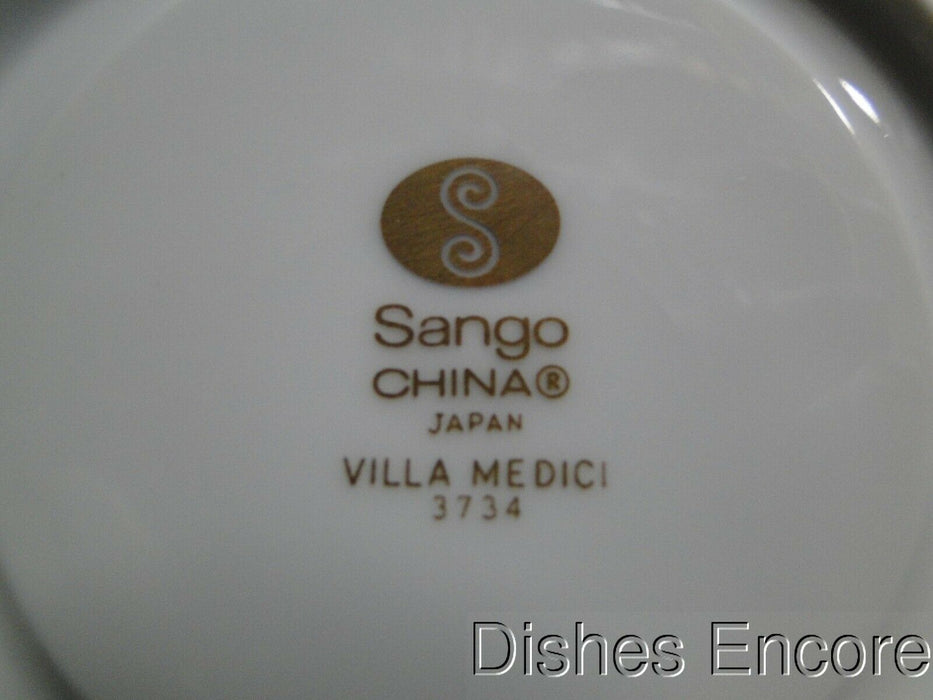 S
Sango
CHINA®
JAPAN
VILLA MEDICI
3734
Dishes Encore